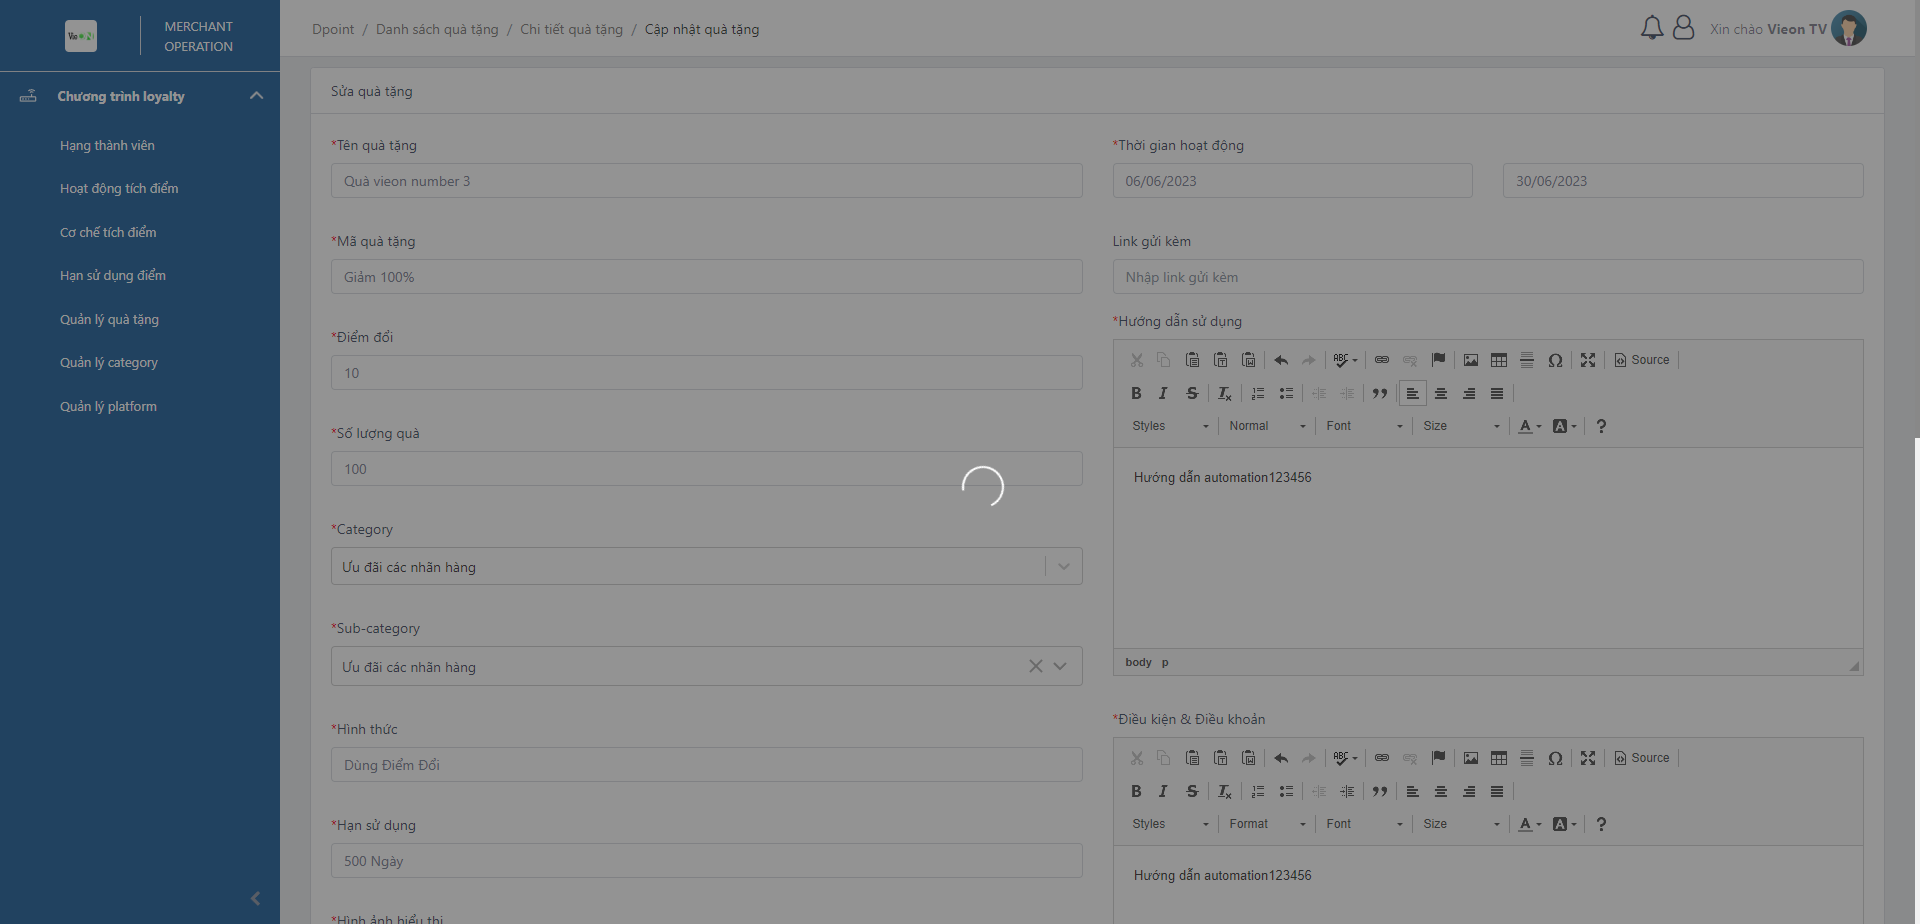 MERCHANT
OPERATION
Chương trình loyalty
Hạng thành viên
Hoạt động tích điểm
Cơ chế tích điểm
Hạn sử dụng điểm
Quản lý quà tặng
Quản lý category
Quản lý platform
Dpoint / Danh sách quà tặng / Chi tiết quà tặng / Cập nhật quà tặng
Xin chào Vieon TV
Sửa quà tặng
*Tên quà tặng
Quà vieon number 3
*Mã quà tặng
Giảm 100%
*Điểm đổi
10
*Số lượng quà
100
*Category
Ưu đãi các nhãn hàng
*Sub-category
Ưu đãi các nhãn hàng
*Hình thức
Dùng Điểm Đổi
*Hạn sử dụng
500 Ngày
*Hình ảnh hiển thị
*Thời gian hoạt động
06/06/2023 30/06/2023
Link gửi kèm
Nhập link gửi kèm
*Hướng dẫn sử dụng
ABC Source
B I S Tx
Styles Normal Font Size A A ?
Hướng dẫn automation123456
body p
*Điều kiện & Điều khoản
ABC Source
B I S Tx
Styles Format Font Size A A ?
Hướng dẫn automation123456